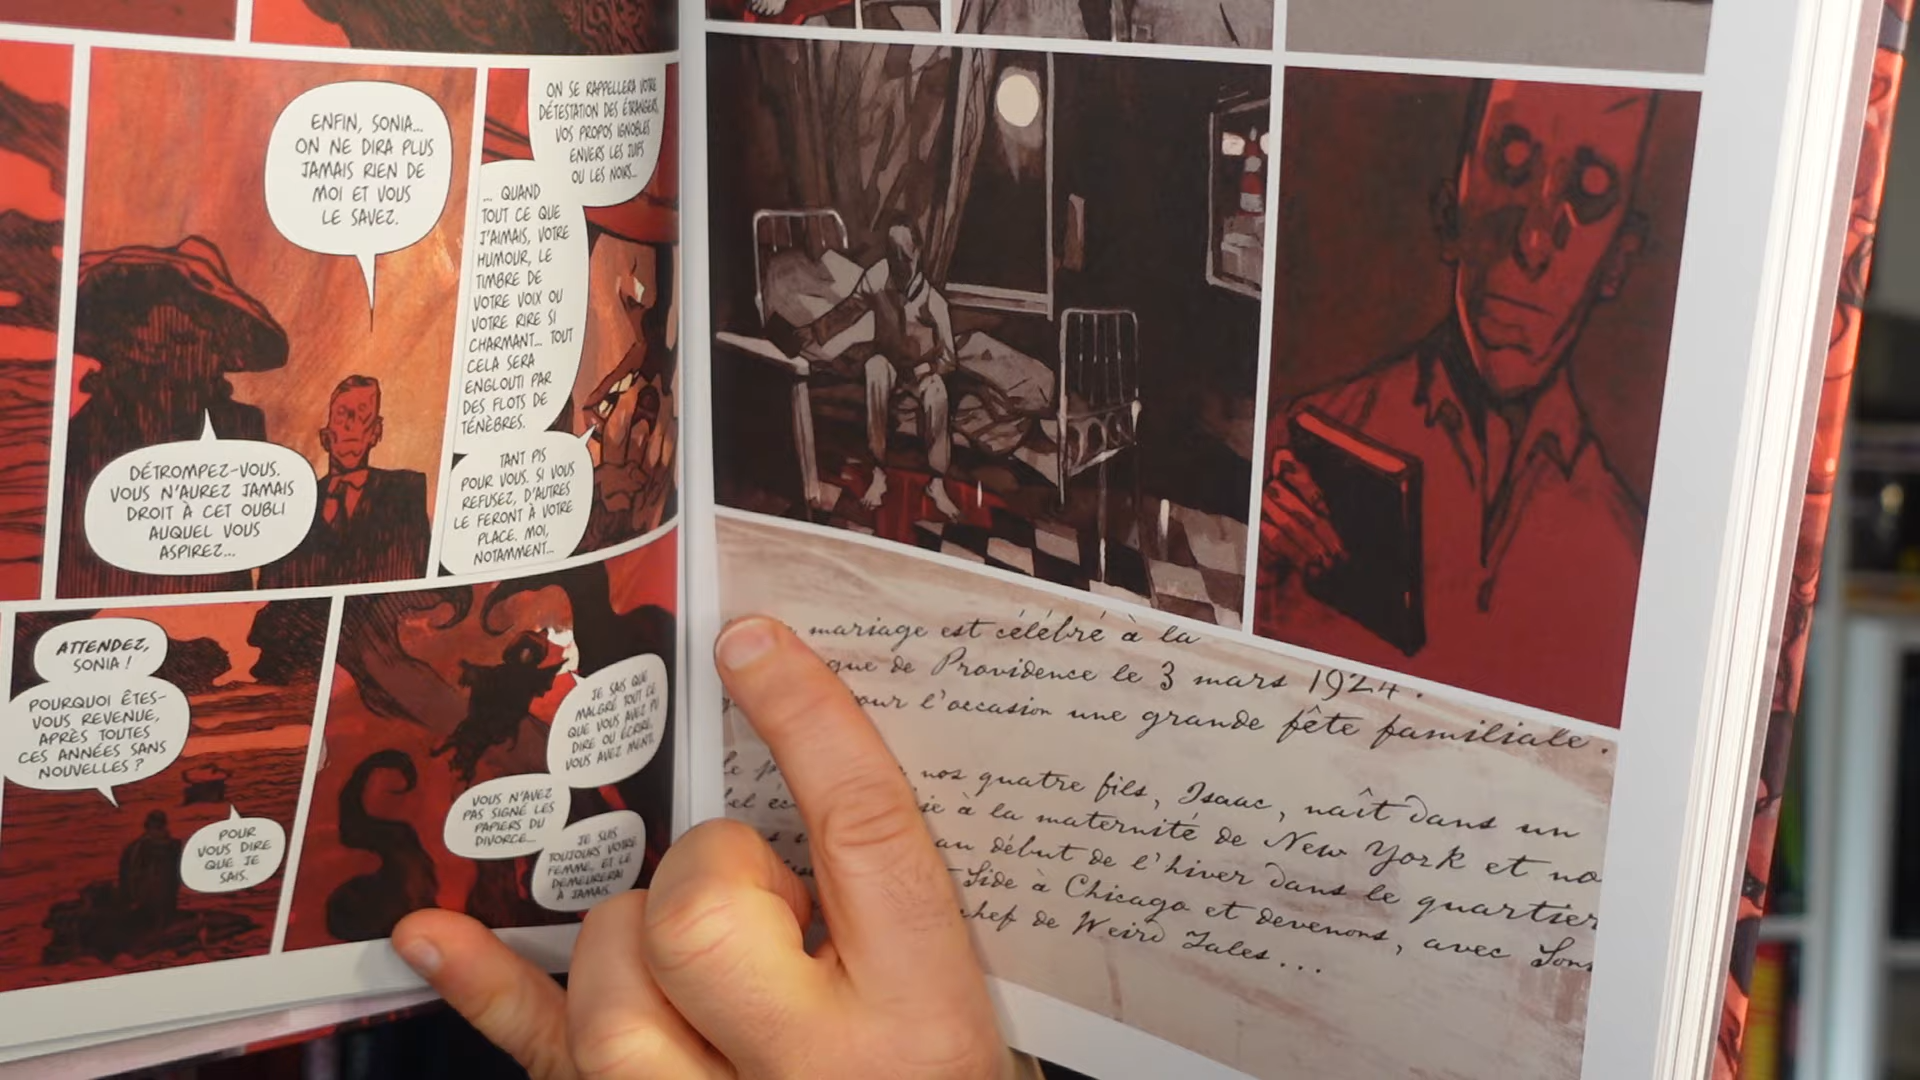 ENFIN, SONIA...
ON NE DIRA PLUS
JAMAIS RIEN DE
MOI ET VOUS
LE SAVEZ.
DÉTROMPEZ-VOUS.
VOUS N'AUREZ JAMAIS
DROIT À CET OUBLI
AUQUEL VOUS
ASPIREZ...
ON SE RAPPELLERA VOTRE
DÉTESTATION DES ÉTRANGERS,
VOS PROPOS IGNOBLES
ENVERS LES JUIFS
OU LES NOIRS...
... QUAND
TOUT CE QUE
J'AIMAIS, VOTRE
HUMOUR, LE
TIMBRE DE
VOTRE VOIX OU
VOTRE RIRE SI
CHARMANT... TOUT
CELA SERA
ENGLOUTI PAR
DES FLOTS DE
TÉNÈBRES.
TANT PIS
POUR VOUS. SI VOUS
REFUSEZ, D'AUTRES
LE FERONT À VOTRE
PLACE. MOI,
NOTAMMENT...
ATTENDEZ,
SONIA !
POURQUOI ÊTES-
VOUS REVENUE,
APRÈS TOUTES
CES ANNÉES SANS
NOUVELLES ?
POUR
VOUS DIRE
QUE JE
SAIS.
JE SAIS QUE
MALGRÉ TOUT CE
QUE VOUS AVEZ PU
DIRE OU ÉCRIRE,
VOUS AVEZ MENTI.
VOUS N'AVEZ
PAS SIGNÉ LES
PAPIERS DU
DIVORCE...
JE SUIS
TOUJOURS VOTRE
FEMME, ET LE
DEMEURERAI
À JAMAIS.
mariage est célébré à la
gue de Providence le 3 mars 1924.
our l'occasion une grande fête familiale.
nos quatre fils, Isaac, naît dans un
à la maternité de New York et no
au début de l'hiver dans le quartier
Side à Chicago et devenons, avec Son
chef de Weird Tales...